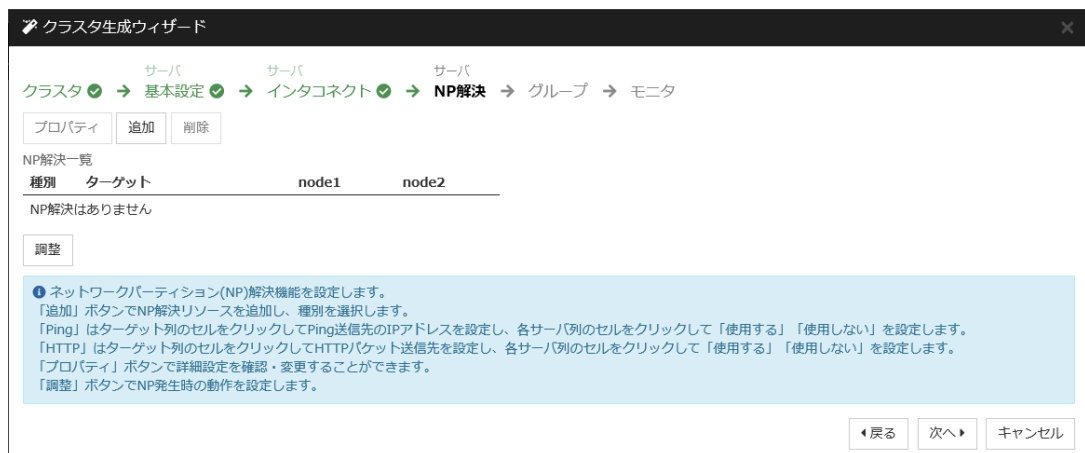 クラスタ生成ウィザード
サーバ サーバ サーバ
クラスタ → 基本設定 → インタコネクト → NP解決 → グループ → モニタ
プロパティ 追加 削除
NP解決一覧
種別 ターゲット node1 node2
NP解決はありません
調整
ネットワークパーティション(NP)解決機能を設定します。
「追加」ボタンでNP解決リソースを追加し、種別を選択します。
「Ping」はターゲット列のセルをクリックしてPing送信先のIPアドレスを設定し、各サーバ列のセルをクリックして「使用する」「使用しない」を設定します。
「HTTP」はターゲット列のセルをクリックしてHTTPパケット送信先を設定し、各サーバ列のセルをクリックして「使用する」「使用しない」を設定します。
「プロパティ」ボタンで詳細設定を確認・変更することができます。
「調整」ボタンでNP発生時の動作を設定します。
戻る 次へ キャンセル